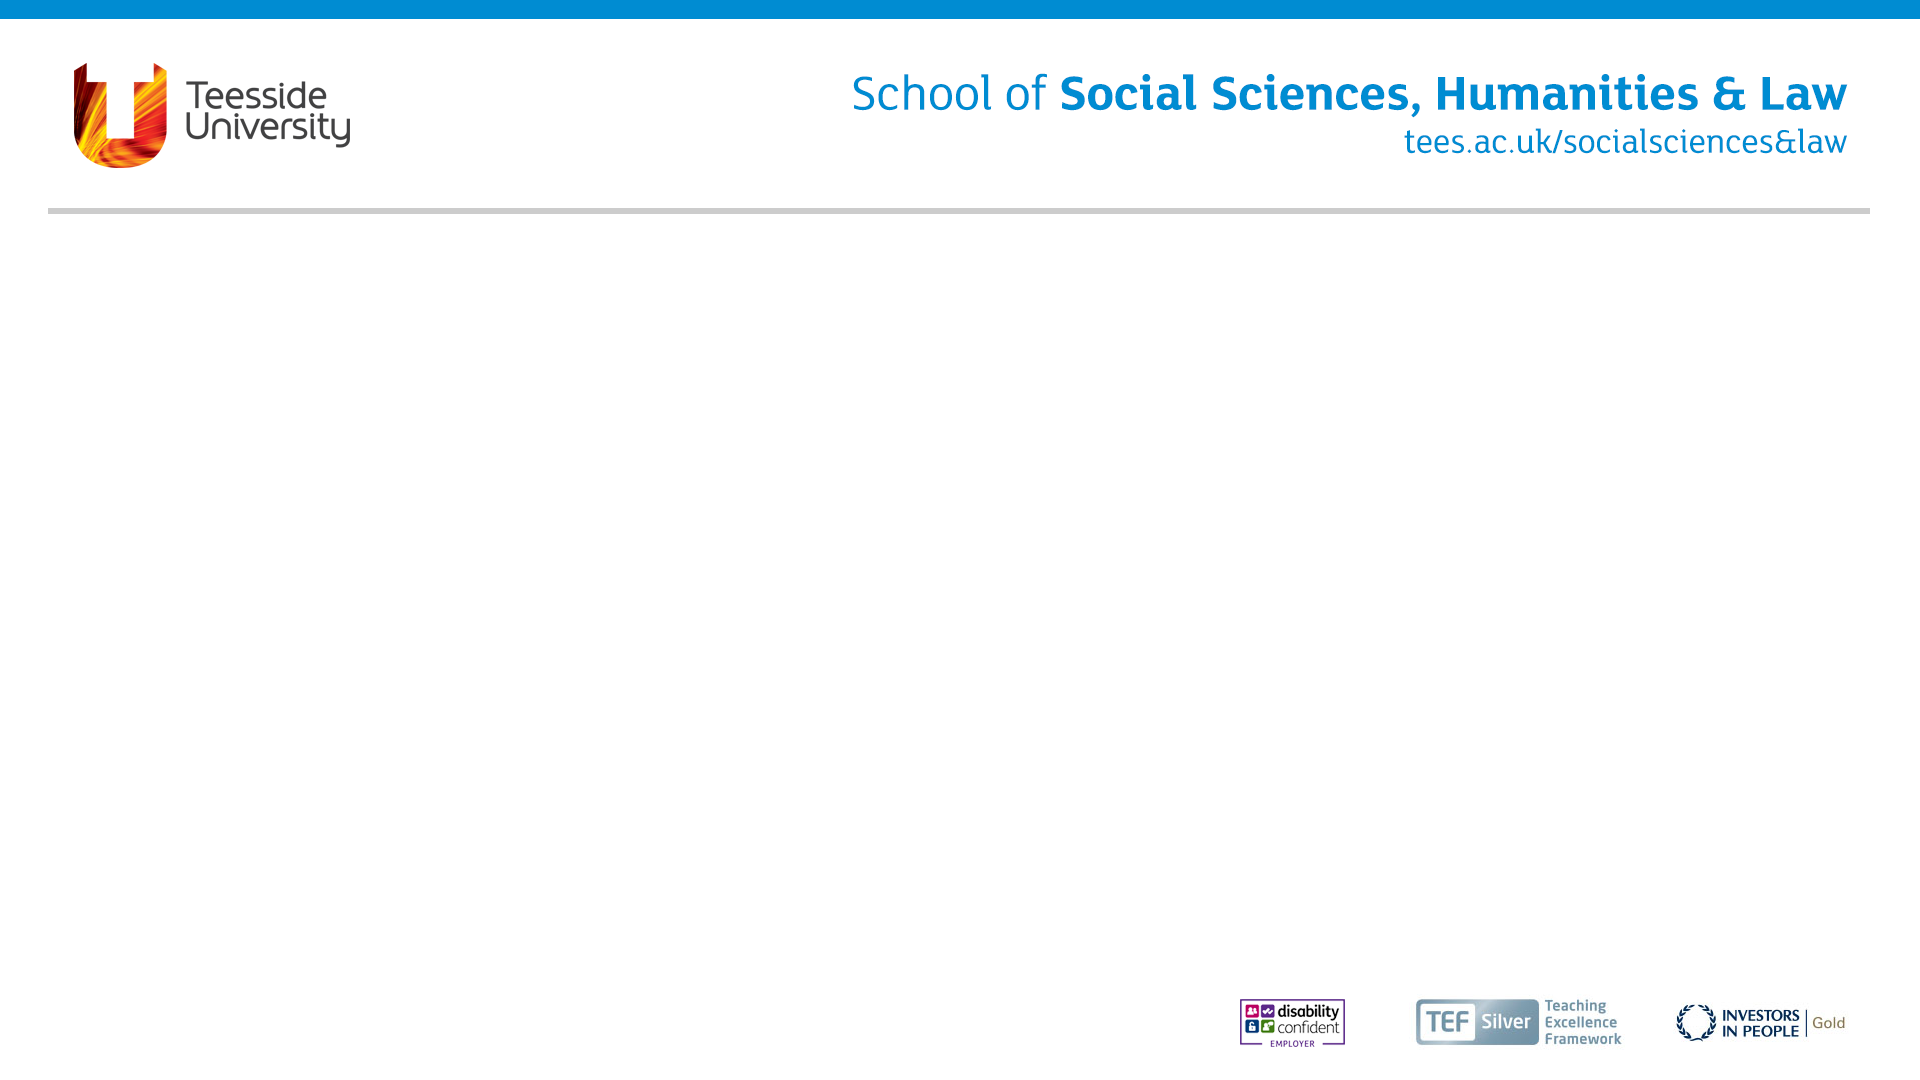 Teesside
University
School of Social Sciences, Humanities & Law
tees.ac.uk/socialsciences&law
disability
confident
EMPLOYER
TEF Silver
Teaching
Excellence
Framework
INVESTORS
IN PEOPLE
Gold